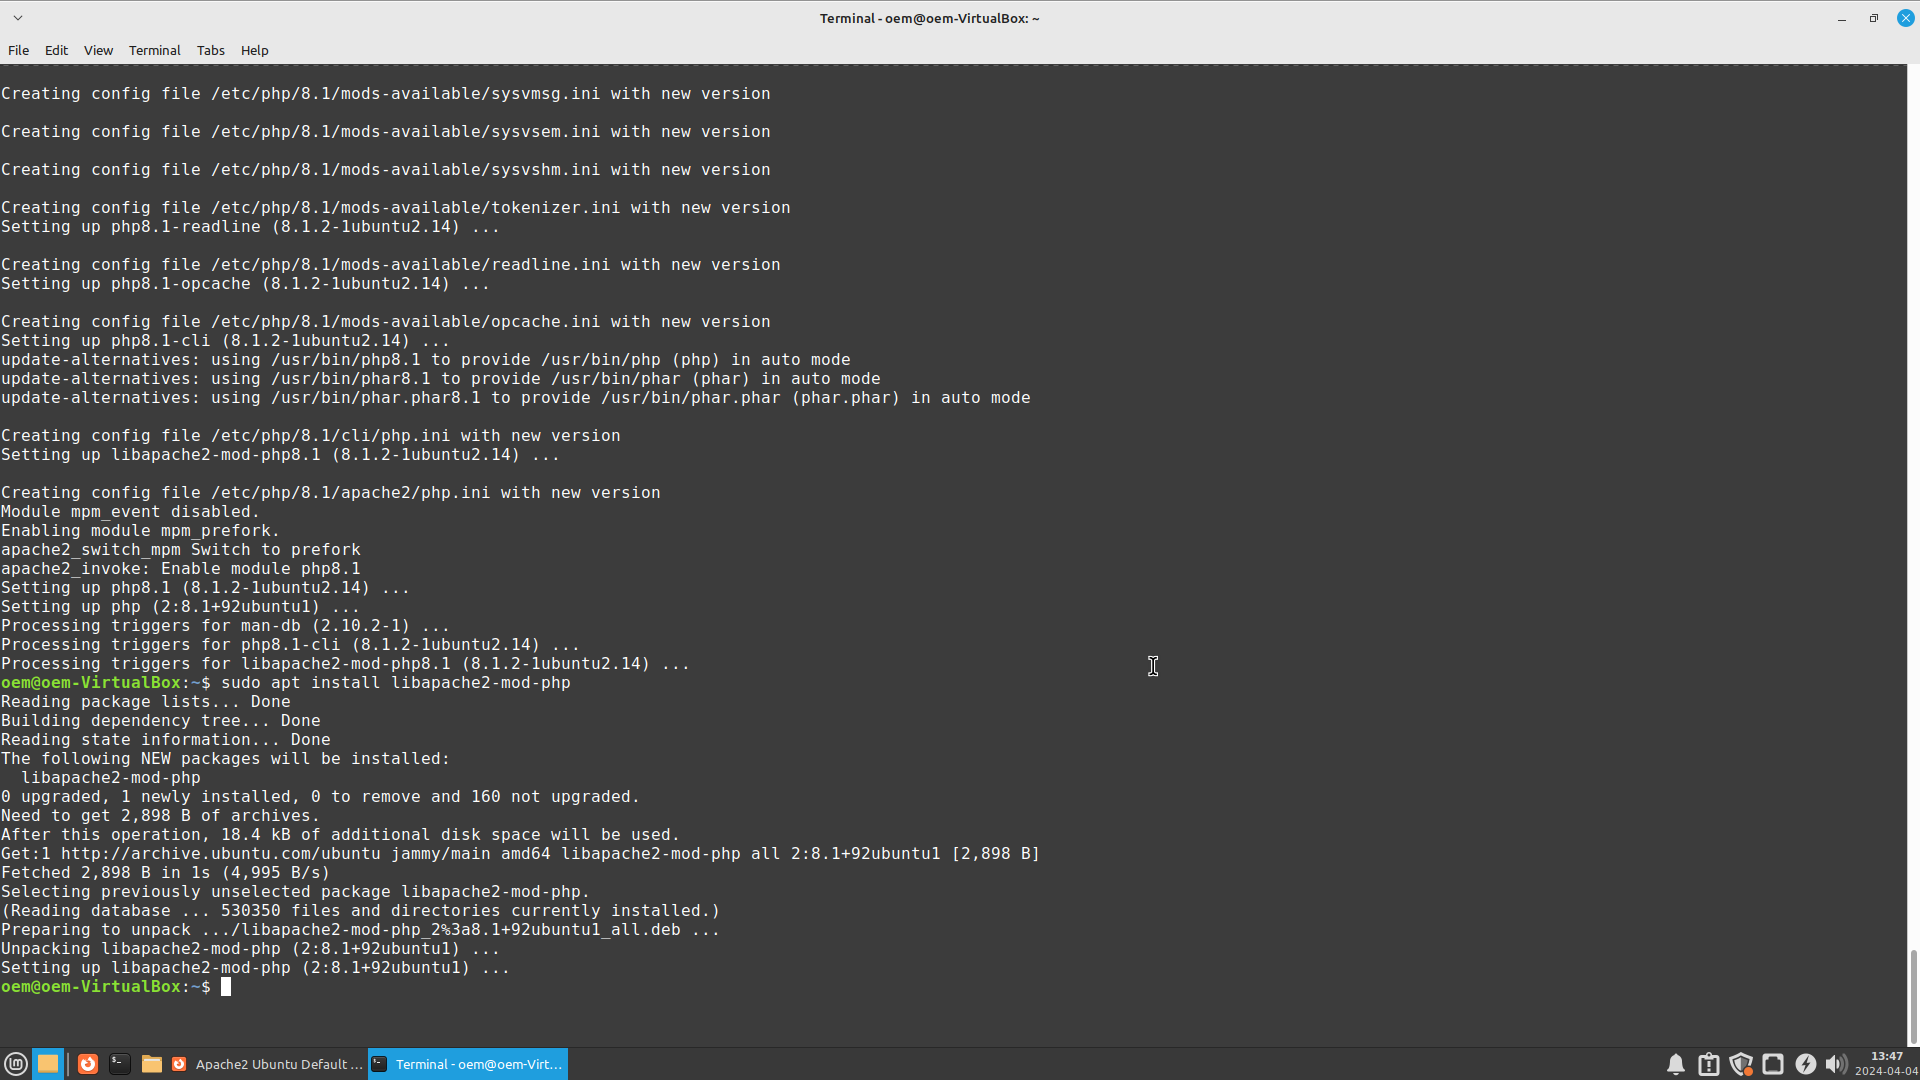 Terminal - oem@oem-VirtualBox: ~
File Edit View Terminal Tabs Help
Creating config file /etc/php/8.1/mods-available/sysvmsg.ini with new version
Creating config file /etc/php/8.1/mods-available/sysvsem.ini with new version
Creating config file /etc/php/8.1/mods-available/sysvshm.ini with new version
Creating config file /etc/php/8.1/mods-available/tokenizer.ini with new version
Setting up php8.1-readline (8.1.2-1ubuntu2.14) ...
Creating config file /etc/php/8.1/mods-available/readline.ini with new version
Setting up php8.1-opcache (8.1.2-1ubuntu2.14) ...
Creating config file /etc/php/8.1/mods-available/opcache.ini with new version
Setting up php8.1-cli (8.1.2-1ubuntu2.14) ...
update-alternatives: using /usr/bin/php8.1 to provide /usr/bin/php (php) in auto mode
update-alternatives: using /usr/bin/phar8.1 to provide /usr/bin/phar (phar) in auto mode
update-alternatives: using /usr/bin/phar.phar8.1 to provide /usr/bin/phar.phar (phar.phar) in auto mode
Creating config file /etc/php/8.1/cli/php.ini with new version
Setting up libapache2-mod-php8.1 (8.1.2-1ubuntu2.14) ...
Creating config file /etc/php/8.1/apache2/php.ini with new version
Module mpm_event disabled.
Enabling module mpm_prefork.
apache2_switch_mpm Switch to prefork
apache2_invoke: Enable module php8.1
Setting up php8.1 (8.1.2-1ubuntu2.14) ...
Setting up php (2:8.1+92ubuntu1) ...
Processing triggers for man-db (2.10.2-1) ...
Processing triggers for php8.1-cli (8.1.2-1ubuntu2.14) ...
Processing triggers for libapache2-mod-php8.1 (8.1.2-1ubuntu2.14) ...
oem@oem-VirtualBox:~$ sudo apt install libapache2-mod-php
Reading package lists... Done
Building dependency tree... Done
Reading state information... Done
The following NEW packages will be installed:
  libapache2-mod-php
0 upgraded, 1 newly installed, 0 to remove and 160 not upgraded.
Need to get 2,898 B of archives.
After this operation, 18.4 kB of additional disk space will be used.
Get:1 http://archive.ubuntu.com/ubuntu jammy/main amd64 libapache2-mod-php all 2:8.1+92ubuntu1 [2,898 B]
Fetched 2,898 B in 1s (4,995 B/s)
Selecting previously unselected package libapache2-mod-php.
(Reading database ... 530350 files and directories currently installed.)
Preparing to unpack .../libapache2-mod-php_2%3a8.1+92ubuntu1_all.deb ...
Unpacking libapache2-mod-php (2:8.1+92ubuntu1) ...
Setting up libapache2-mod-php (2:8.1+92ubuntu1) ...
oem@oem-VirtualBox:~$
Apache2 Ubuntu Default ... Terminal - oem@oem-Virt... 13:47
2024-04-04